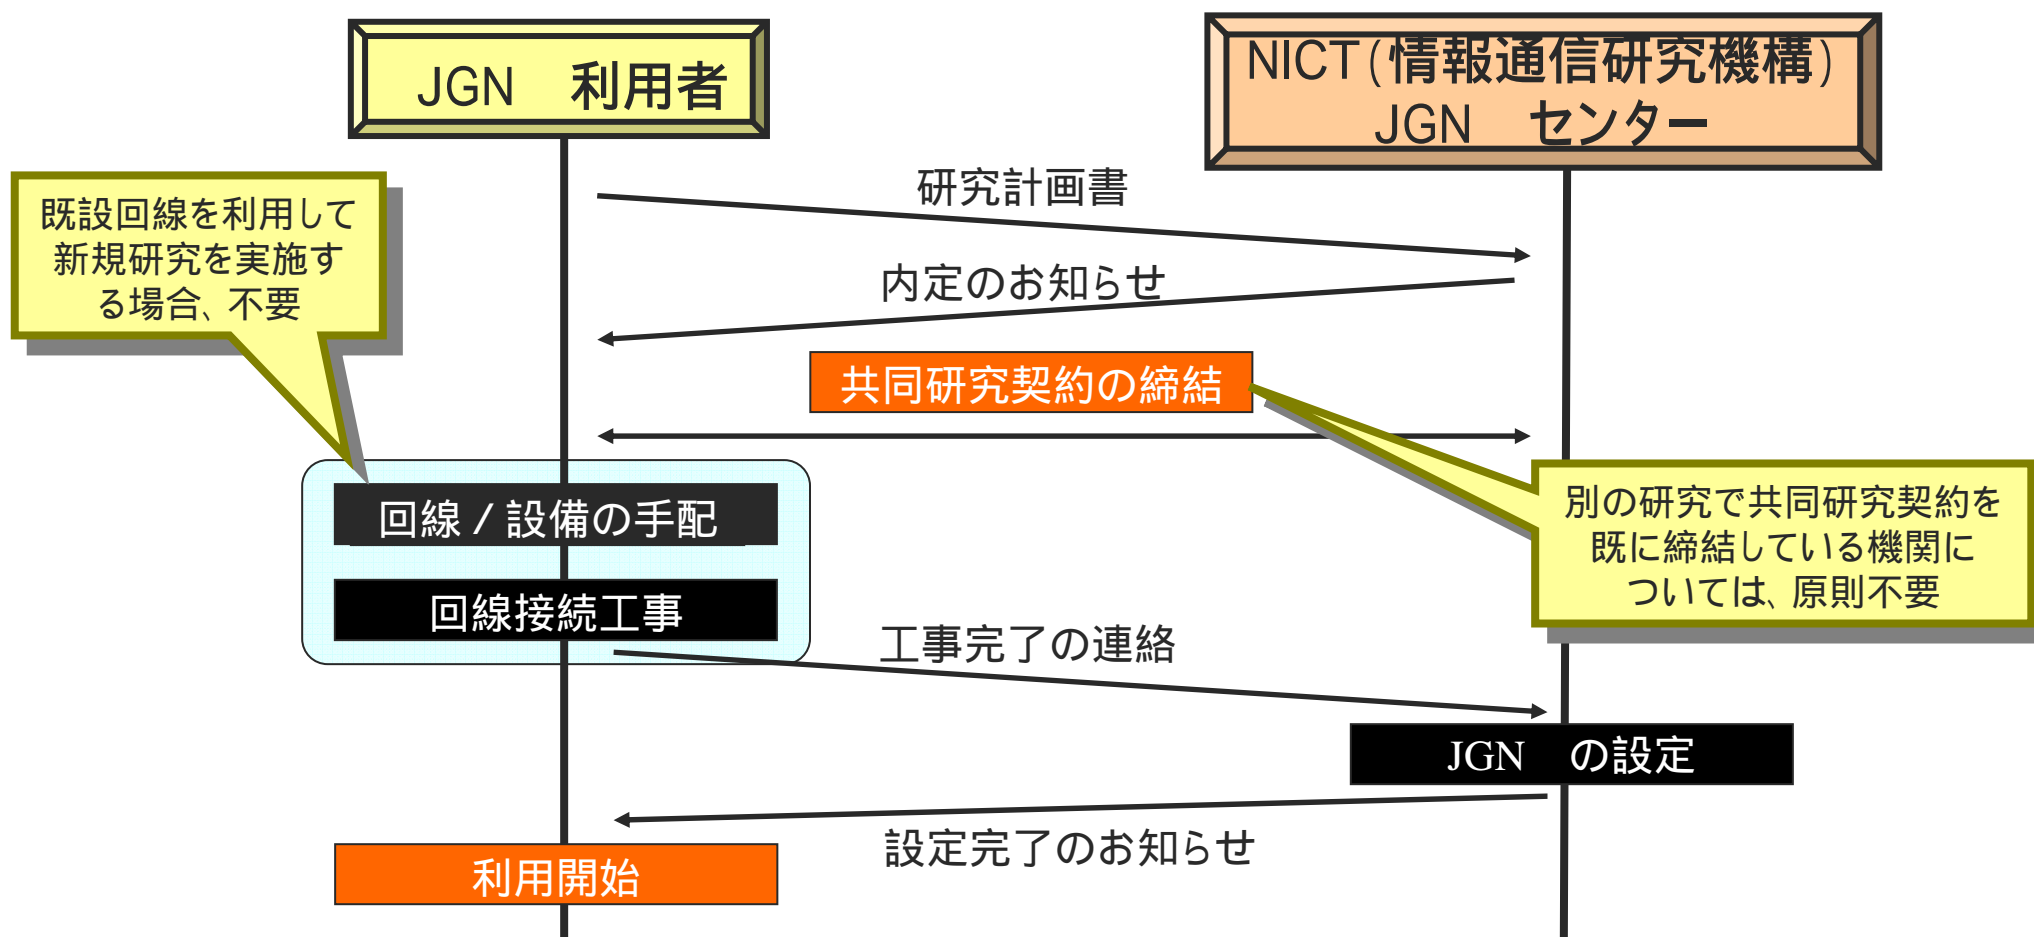 JGN　利用者
NICT(情報通信研究機構)
JGN　センター
研究計画書
既設回線を利用して
新規研究を実施す
る場合、不要
内定のお知らせ
共同研究契約の締結
回線/設備の手配
別の研究で共同研究契約を
既に締結している機関に
ついては、原則不要
回線接続工事
工事完了の連絡
JGN　の設定
設定完了のお知らせ
利用開始